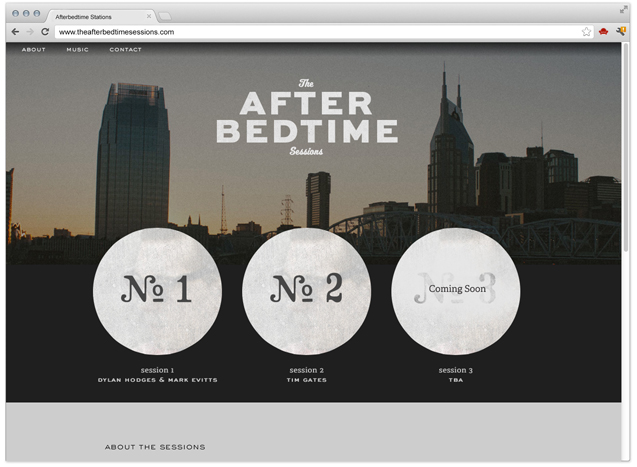 Afterbedtime Stations
www.theafterbedtimesessions.com
ABOUT MUSIC CONTACT
The
AFTER
BEDTIME
Sessions
№ 1
№ 2
№ 3
Coming Soon
session 1
DYLAN HODGES & MARK EVITTS
session 2
TIM GATES
session 3
TBA
ABOUT THE SESSIONS